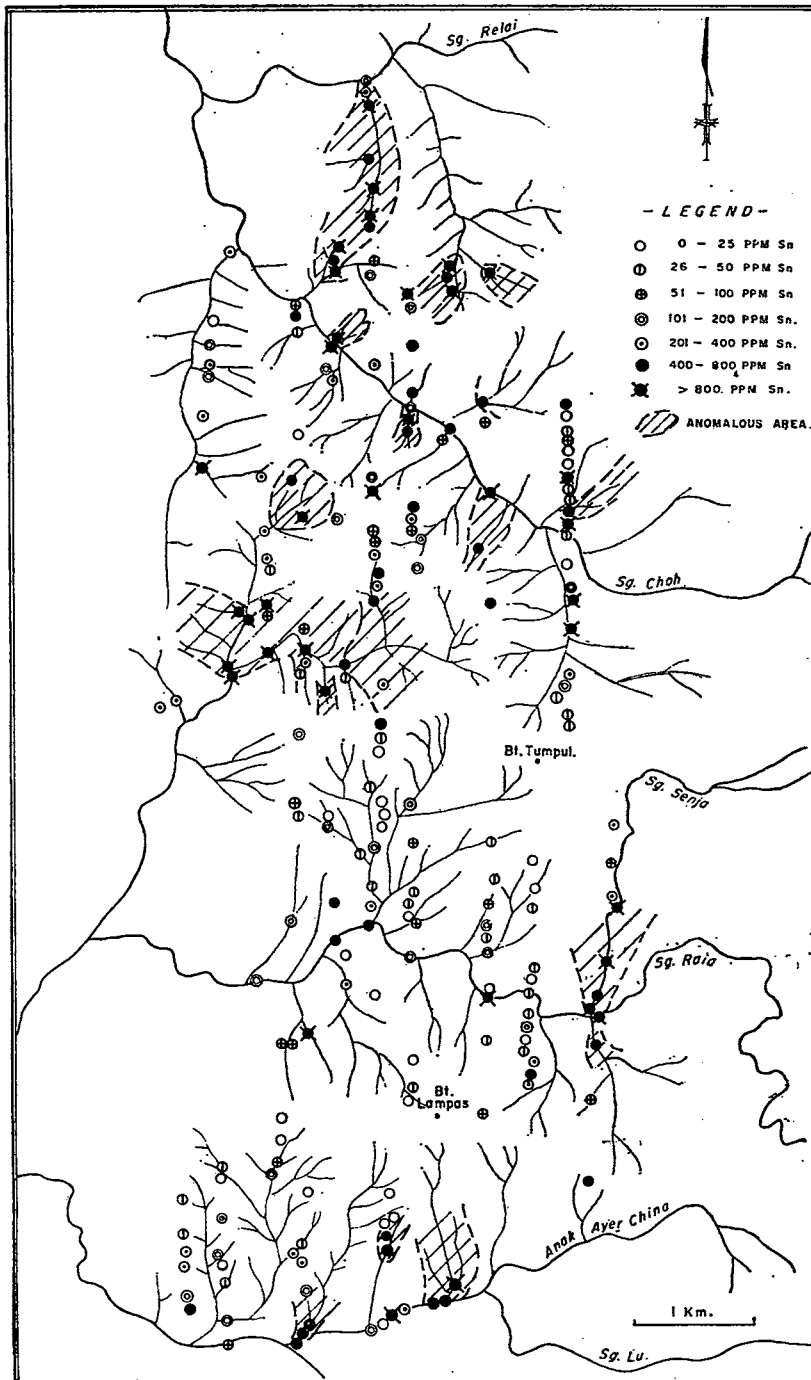 Sg. Relai
- LEGEND -
0 - 25 PPM Sn
26 - 50 PPM Sn
51 - 100 PPM Sn
101 - 200 PPM Sn.
201 - 400 PPM Sn.
400 - 800 PPM Sn
> 800. PPM Sn.
ANOMALOUS AREA.
Sg. Choh
Bt. Tumpul.
Sg. Senja
Sg. Raia
Bt.
Lampas
Anak Ayer China
1 Km.
Sg. Lu.